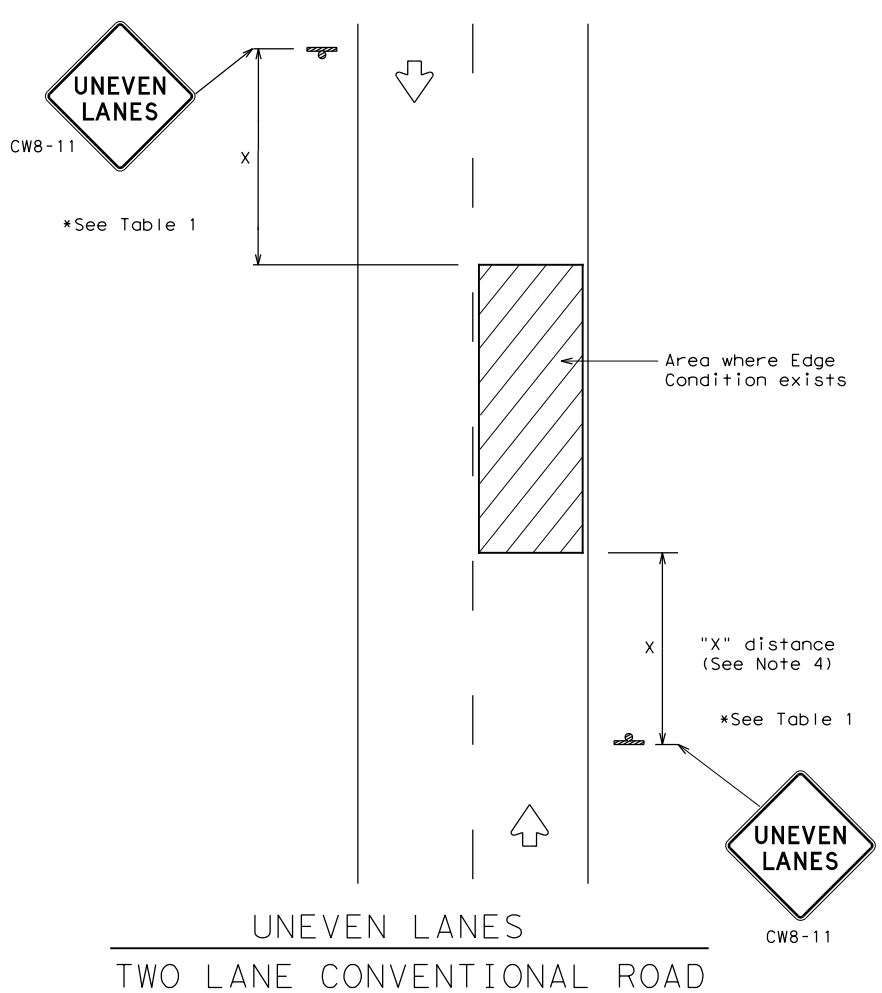 UNEVEN
LANES
CW8-11
X
*See Table 1
Area where Edge
Condition exists
X
"X" distance
(See Note 4)
*See Table 1
UNEVEN
LANES
CW8-11
UNEVEN LANES
TWO LANE CONVENTIONAL ROAD